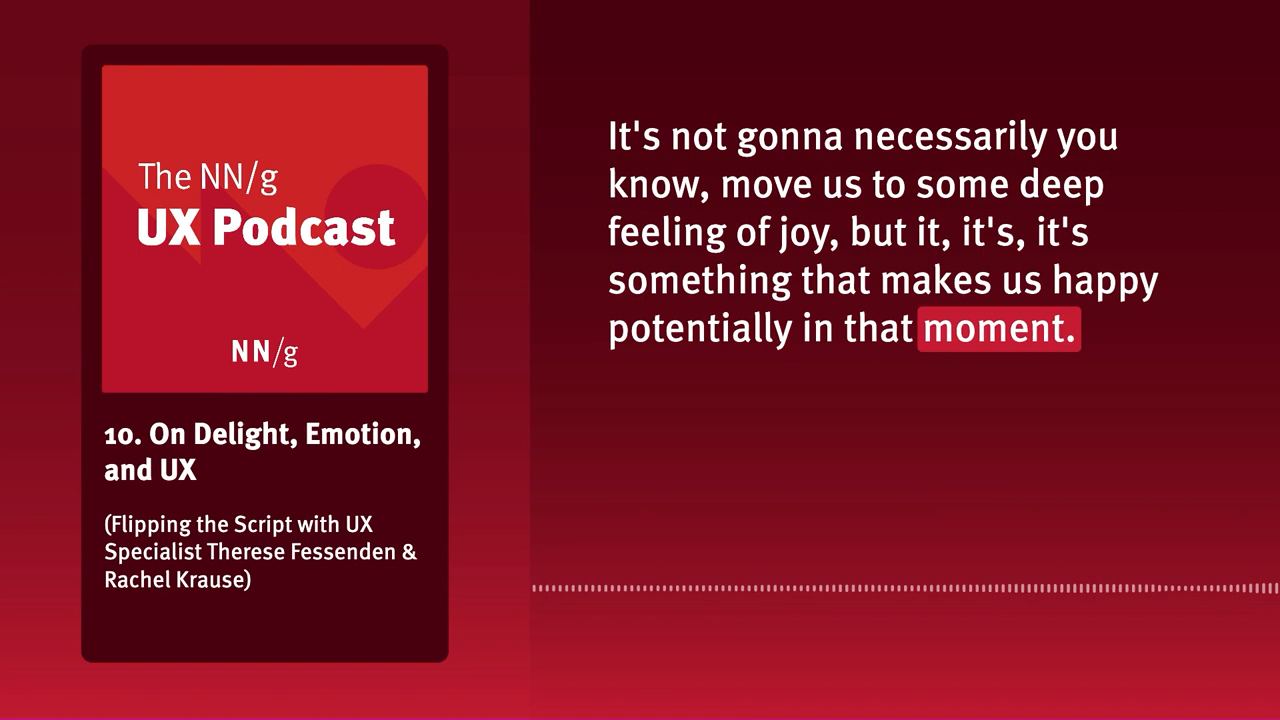 The NN/g
UX Podcast
NN/g
10. On Delight, Emotion,
and UX
(Flipping the Script with UX
Specialist Therese Fessenden &
Rachel Krause)
It's not gonna necessarily you
know, move us to some deep
feeling of joy, but it, it's, it's
something that makes us happy
potentially in that moment.